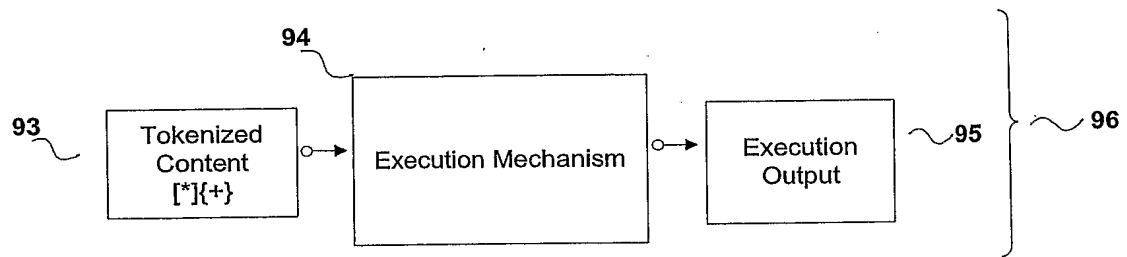 94
93
Tokenized
Content
[*]{+}
Execution Mechanism
Execution
Output
95
96